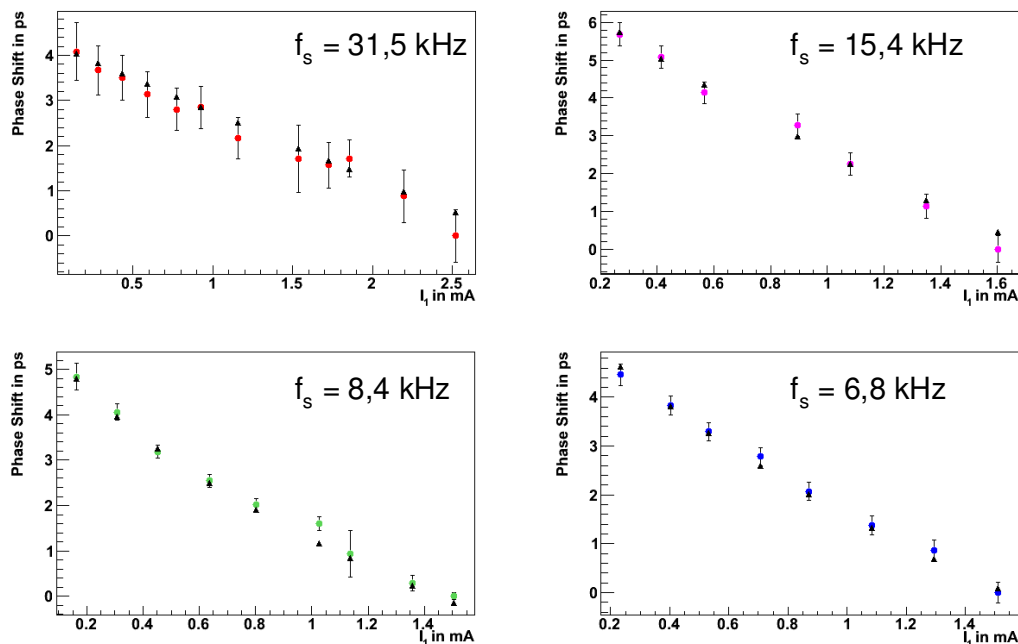 Phase Shift in ps
f_s = 31,5 kHz
4
3
2
1
0
0.5 1 1.5 2 2.5
I_1 in mA
Phase Shift in ps
f_s = 15,4 kHz
6
5
4
3
2
1
0
0.2 0.4 0.6 0.8 1 1.2 1.4 1.6
I_1 in mA
Phase Shift in ps
f_s = 8,4 kHz
5
4
3
2
1
0
0.2 0.4 0.6 0.8 1 1.2 1.4
I_1 in mA
Phase Shift in ps
f_s = 6,8 kHz
4
3
2
1
0
0.2 0.4 0.6 0.8 1 1.2 1.4
I_1 in mA